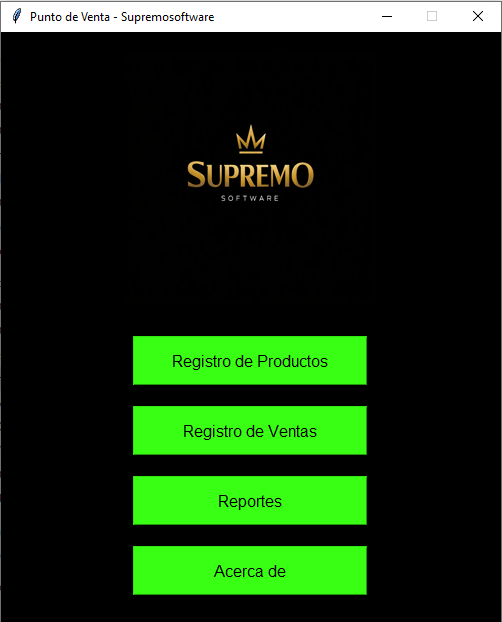 Punto de Venta - Supremosoftware
SUPREMO
SOFTWARE
Registro de Productos
Registro de Ventas
Reportes
Acerca de